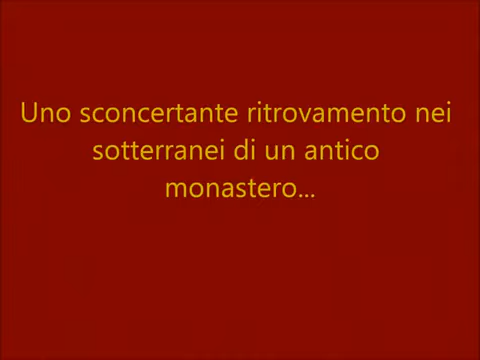 Uno sconcertante ritrovamento nei
sotterranei di un antico
monastero...